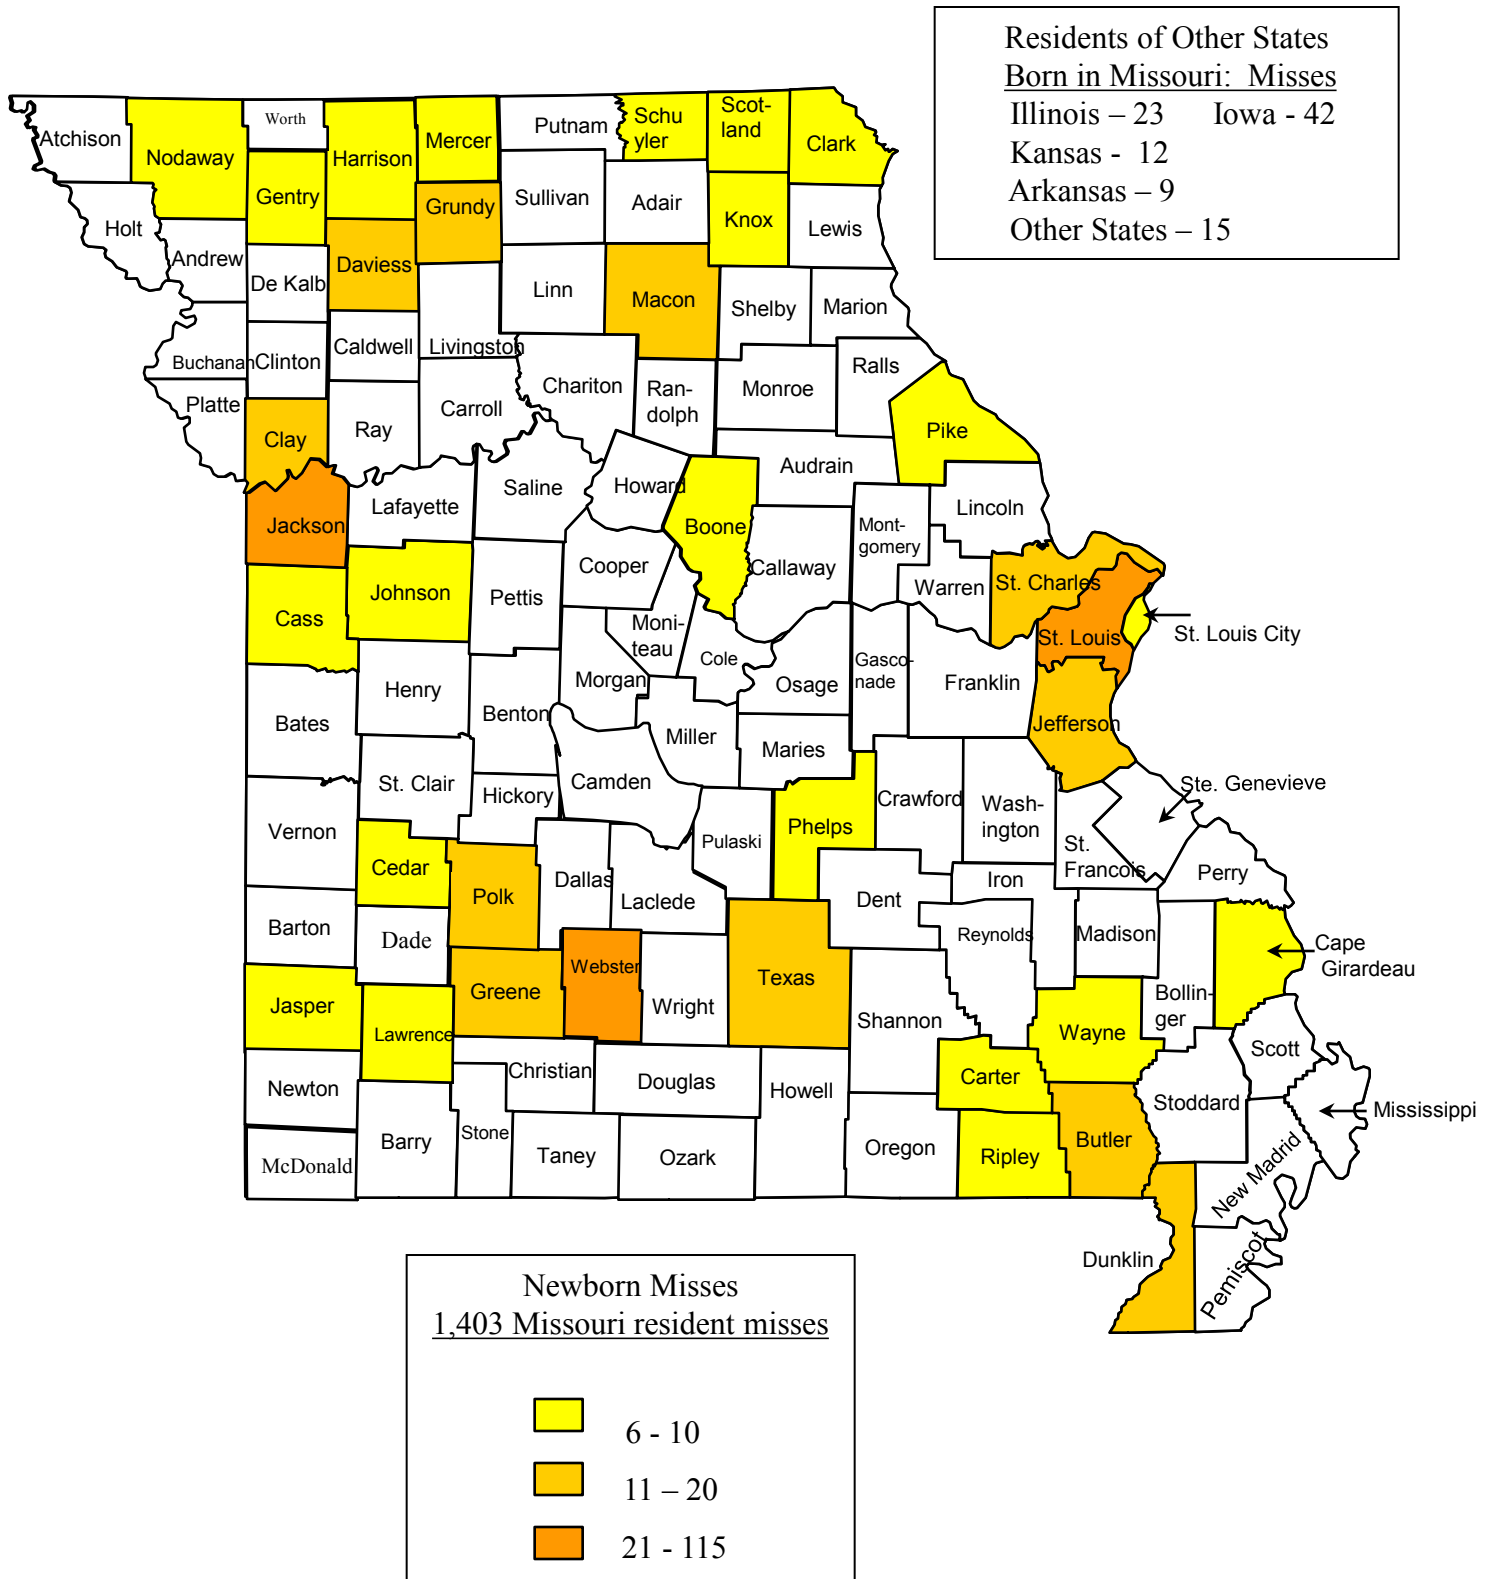 Residents of Other States
Born in Missouri:  Misses
Illinois – 23 Iowa - 42
Kansas -  12
Arkansas – 9
Other States – 15
Atchison
Nodaway
Worth
Harrison
Mercer
Putnam
Schu
yler
Scot-
land
Clark
Gentry
Grundy
Sullivan
Adair
Knox
Lewis
Holt
Andrew
De Kalb
Daviess
Linn
Macon
Shelby
Marion
Buchanan
Clinton
Caldwell
Livingston
Chariton
Ran-
dolph
Monroe
Ralls
Platte
Clay
Ray
Carroll
Pike
Audrain
Saline
Howard
Boone
Lincoln
Jackson
Lafayette
Callaway
Mont-
gomery
Cooper
Warren
St. Charles
Cass
Johnson
Pettis
Moni-
teau
Cole
St. Louis
St. Louis City
Henry
Morgan
Osage
Gasco-
nade
Franklin
Bates
Benton
Miller
Maries
Jefferson
St. Clair
Hickory
Camden
Crawford
Wash-
ington
Ste. Genevieve
Vernon
Pulaski
Phelps
St.
Francois
Cedar
Polk
Dallas
Laclede
Dent
Iron
Perry
Barton
Dade
Reynolds
Madison
Cape
Girardeau
Jasper
Greene
Webster
Wright
Texas
Shannon
Bollin-
ger
Lawrence
Wayne
Scott
Newton
Christian
Douglas
Howell
Carter
Stoddard
Mississippi
McDonald
Barry
Stone
Taney
Ozark
Oregon
Ripley
Butler
New Madrid
Dunklin
Pemiscot
Newborn Misses
1,403 Missouri resident misses
6 - 10
11 – 20
21 - 115